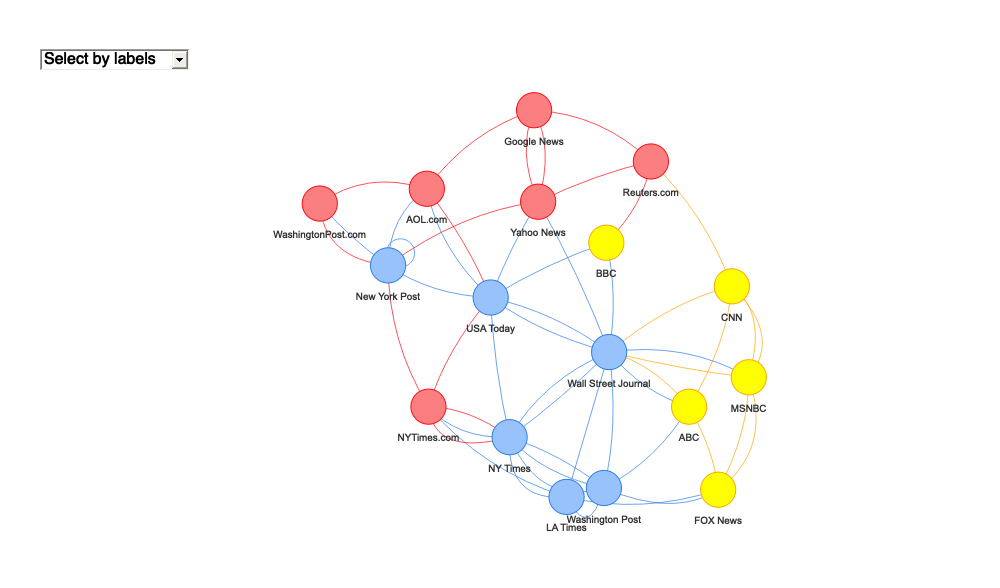 Select by labels
Google News
Reuters.com
AOL.com
WashingtonPost.com
Yahoo News
BBC
New York Post
CNN
USA Today
Wall Street Journal
MSNBC
NYTimes.com
ABC
NY Times
Washington Post
FOX News
LA Times